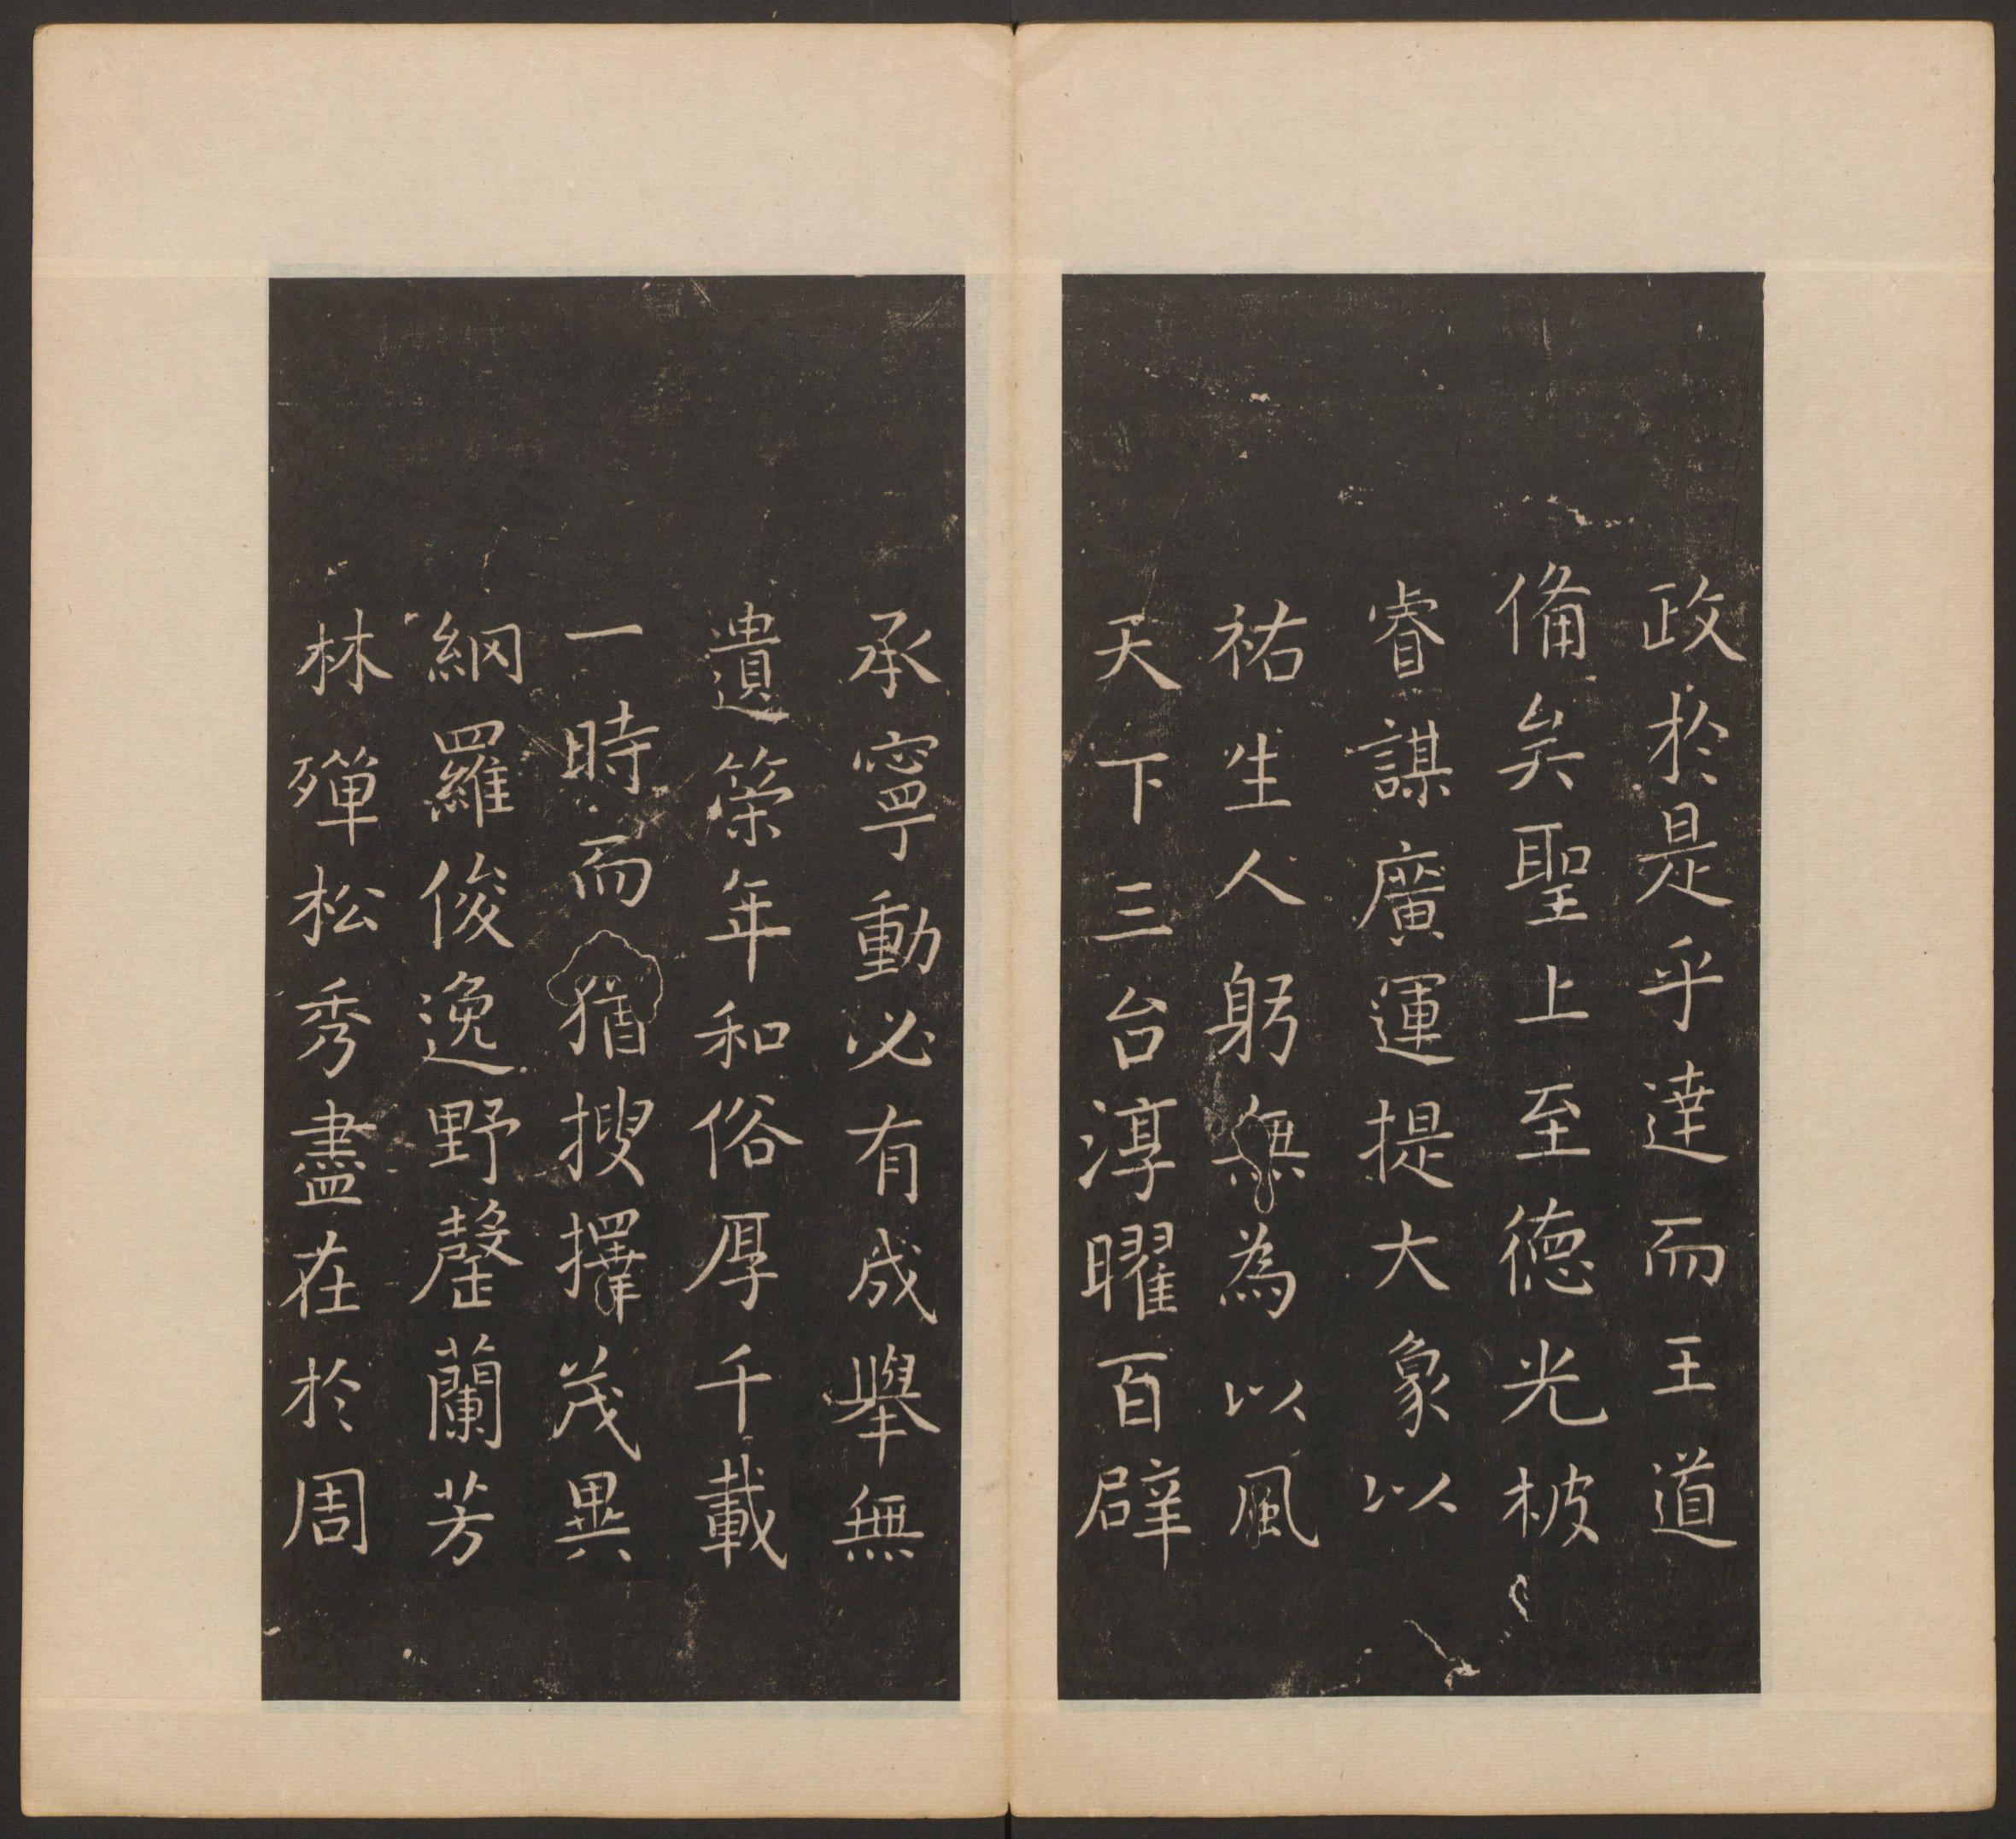 政於是乎達而王道
備矣聖上至德光被
睿謀廣運提大象以
祐生人躬無為以風
天下三台淳曜百辟
承寧動必有成舉無
遺策年和俗厚千載
一時而猶搜擇茂異
網羅俊逸野罄蘭芳
林殫松秀盡在於周